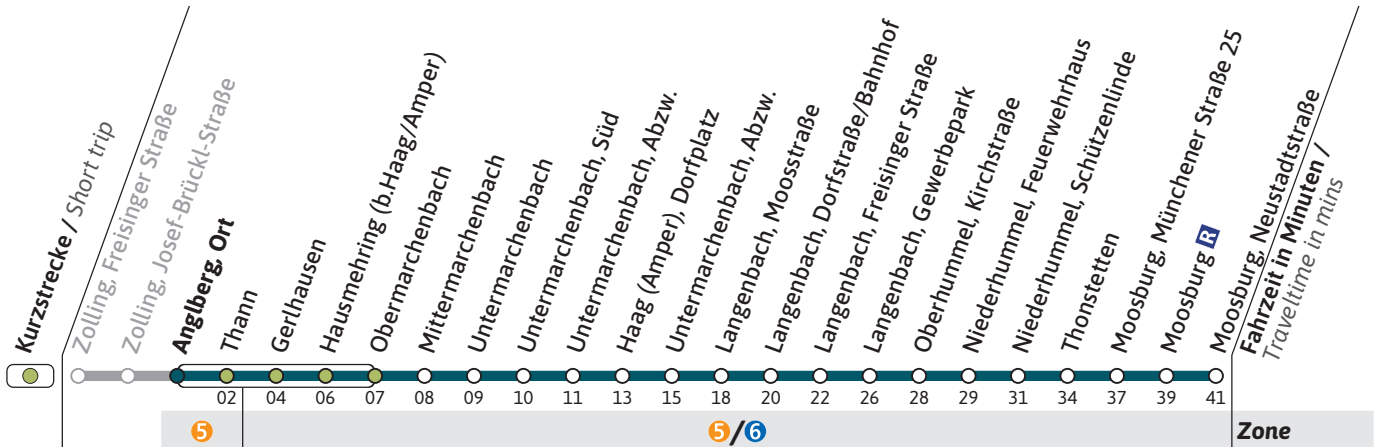 Kurzstrecke / Short trip
Zolling, Freisinger Straße
Zolling, Josef-Brückl-Straße
Anglberg, Ort
Thann
Gerlhausen
Hausmehring (b.Haag/Amper)
Obermarchenbach
Mittermarchenbach
Untermarchenbach
Untermarchenbach, Süd
Untermarchenbach, Abzw.
Haag (Amper), Dorfplatz
Untermarchenbach, Abzw.
Langenbach, Moosstraße
Langenbach, Dorfstraße/Bahnhof
Langenbach, Freisinger Straße
Langenbach, Gewerbepark
Oberhummel, Kirchstraße
Niederhummel, Feuerwehrhaus
Niederhummel, Schützenlinde
Thonstetten
Moosburg, Münchener Straße 25
Moosburg R
Moosburg, Neustadtstraße
Fahrzeit in Minuten /
Traveltime in mins
02 04 06 07 08 09 10 11 13 15 18 20 22 26 28 29 31 34 37 39 41
5 5/6 Zone